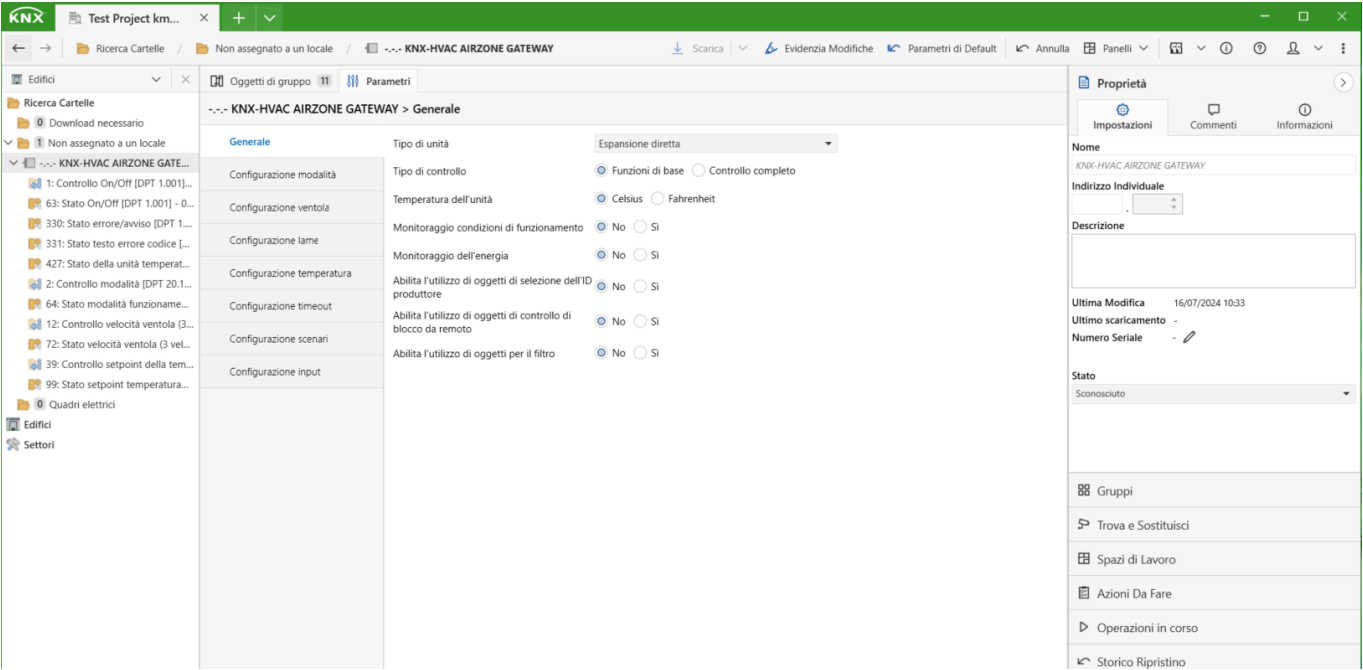 KNX
Test Project km...
Ricerca Cartelle / Non assegnato a un locale / -.-.- KNX-HVAC AIRZONE GATEWAY
Scarica
Evidenzia Modifiche
Parametri di Default
Annulla
Panelli
Edifici
Ricerca Cartelle
0 Download necessario
1 Non assegnato a un locale
-.-.- KNX-HVAC AIRZONE GATE...
1: Controllo On/Off [DPT 1.001]...
63: Stato On/Off [DPT 1.001] - 0...
330: Stato errore/avviso [DPT 1....
331: Stato testo errore codice [...
427: Stato della unità temperat...
2: Controllo modalità [DPT 20.1...
64: Stato modalità funzioname...
12: Controllo velocità ventola (3...
72: Stato velocità ventola (3 vel...
39: Controllo setpoint della tem...
99: Stato setpoint temperatura...
0 Quadri elettrici
Edifici
Settori
Oggetti di gruppo 11
Parametri
-.-.- KNX-HVAC AIRZONE GATEWAY > Generale
Generale
Configurazione modalità
Configurazione ventola
Configurazione lame
Configurazione temperatura
Configurazione timeout
Configurazione scenari
Configurazione input
Tipo di unità Espansione diretta
Tipo di controllo Funzioni di base Controllo completo
Temperatura dell'unità Celsius Fahrenheit
Monitoraggio condizioni di funzionamento No Sì
Monitoraggio dell'energia No Sì
Abilita l'utilizzo di oggetti di selezione dell'ID
produttore No Sì
Abilita l'utilizzo di oggetti di controllo di
blocco da remoto No Sì
Abilita l'utilizzo di oggetti per il filtro No Sì
Proprietà
Impostazioni Commenti Informazioni
Nome
KNX-HVAC AIRZONE GATEWAY
Indirizzo Individuale
.
Descrizione
Ultima Modifica 16/07/2024 10:33
Ultimo scaricamento -
Numero Seriale -
Stato
Sconosciuto
Gruppi
Trova e Sostituisci
Spazi di Lavoro
Azioni Da Fare
Operazioni in corso
Storico Ripristino